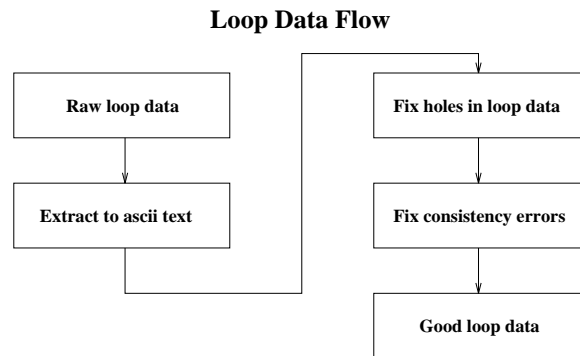 Loop Data Flow
Raw loop data
Extract to ascii text
Fix holes in loop data
Fix consistency errors
Good loop data